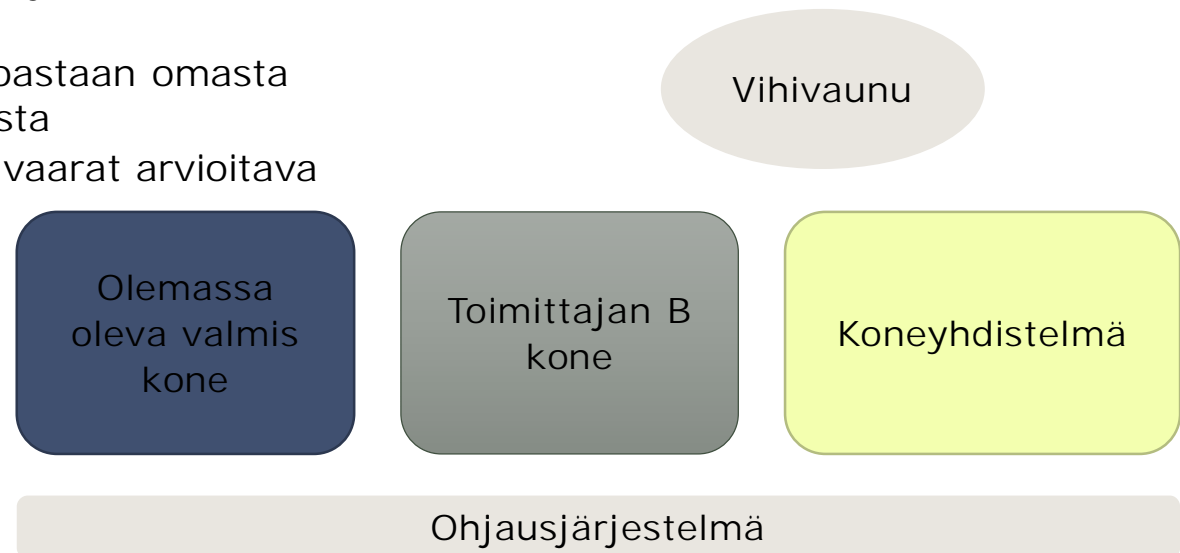 omasta
Vihivaunu
vaarat arvioitava
Olemassa
oleva valmis
kone
Toimittajan B
kone
Koneyhdistelmä
Ohjausjärjestelmä